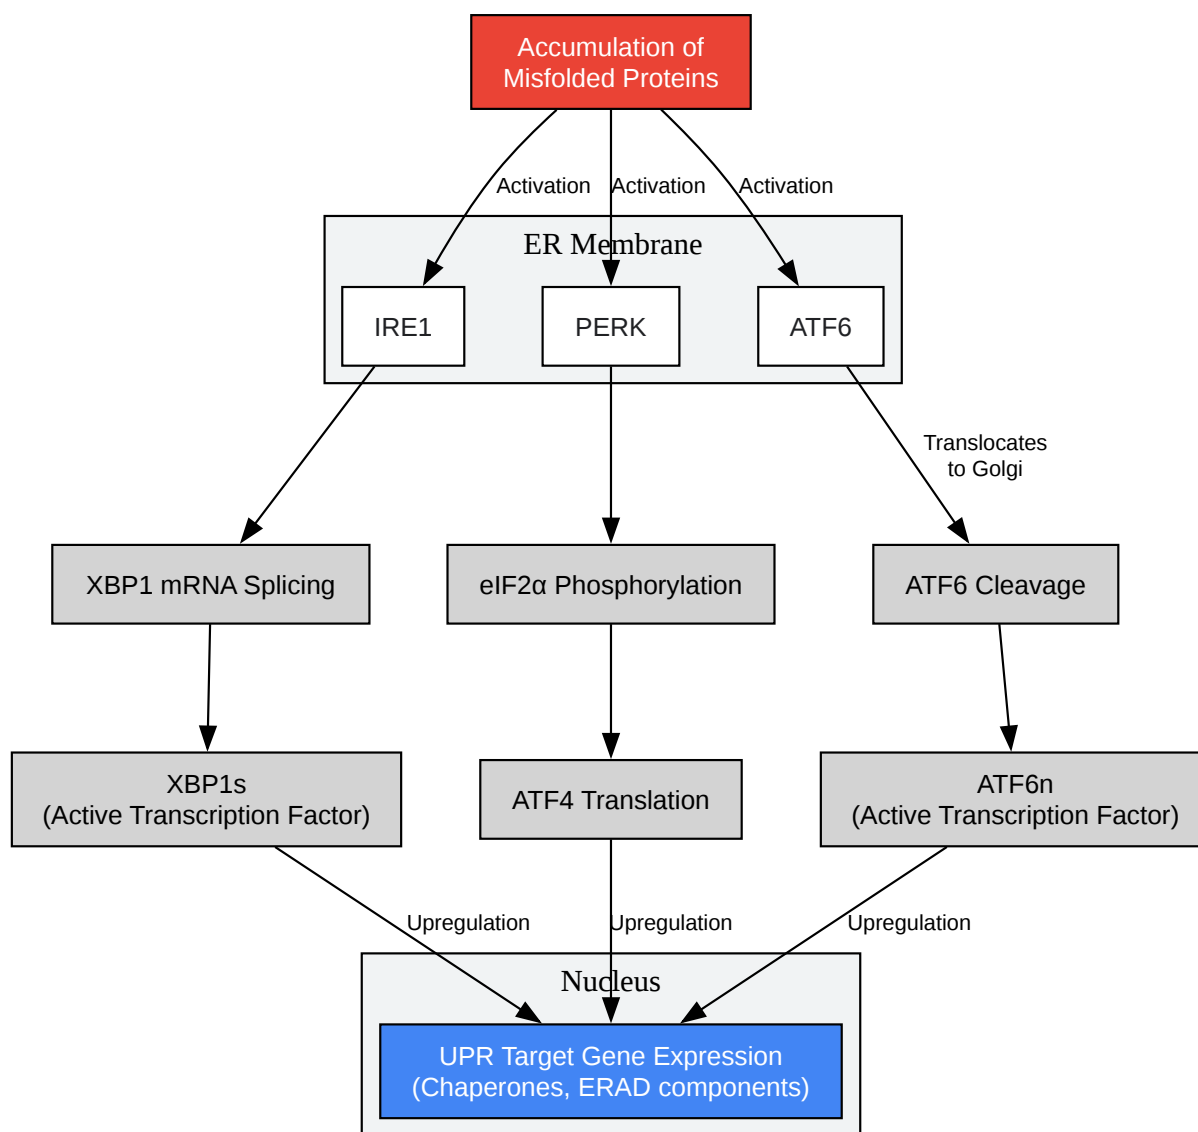 Accumulation of
Misfolded Proteins
Activation
Activation
Activation
ER Membrane
IRE1
PERK
ATF6
Translocates
to Golgi
XBP1 mRNA Splicing
eIF2α Phosphorylation
ATF6 Cleavage
XBP1s
(Active Transcription Factor)
ATF4 Translation
ATF6n
(Active Transcription Factor)
Upregulation
Upregulation
Upregulation
Nucleus
UPR Target Gene Expression
(Chaperones, ERAD components)